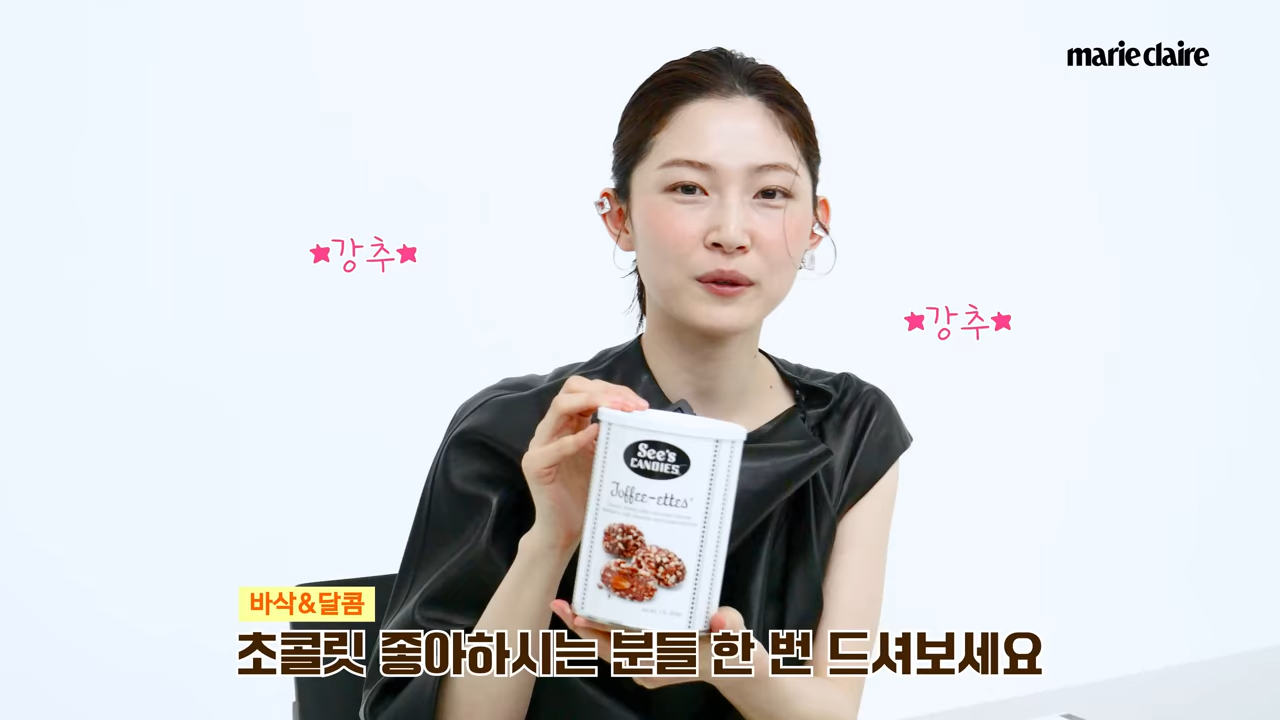 marie claire
★강추★
★강추★
See's
CANDIES
Toffee-ettes
바삭&달콤
초콜릿 좋아하시는 분들 한 번 드셔보세요